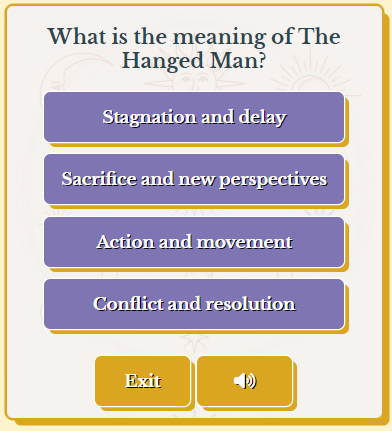 What is the meaning of The
Hanged Man?
Stagnation and delay
Sacrifice and new perspectives
Action and movement
Conflict and resolution
Exit